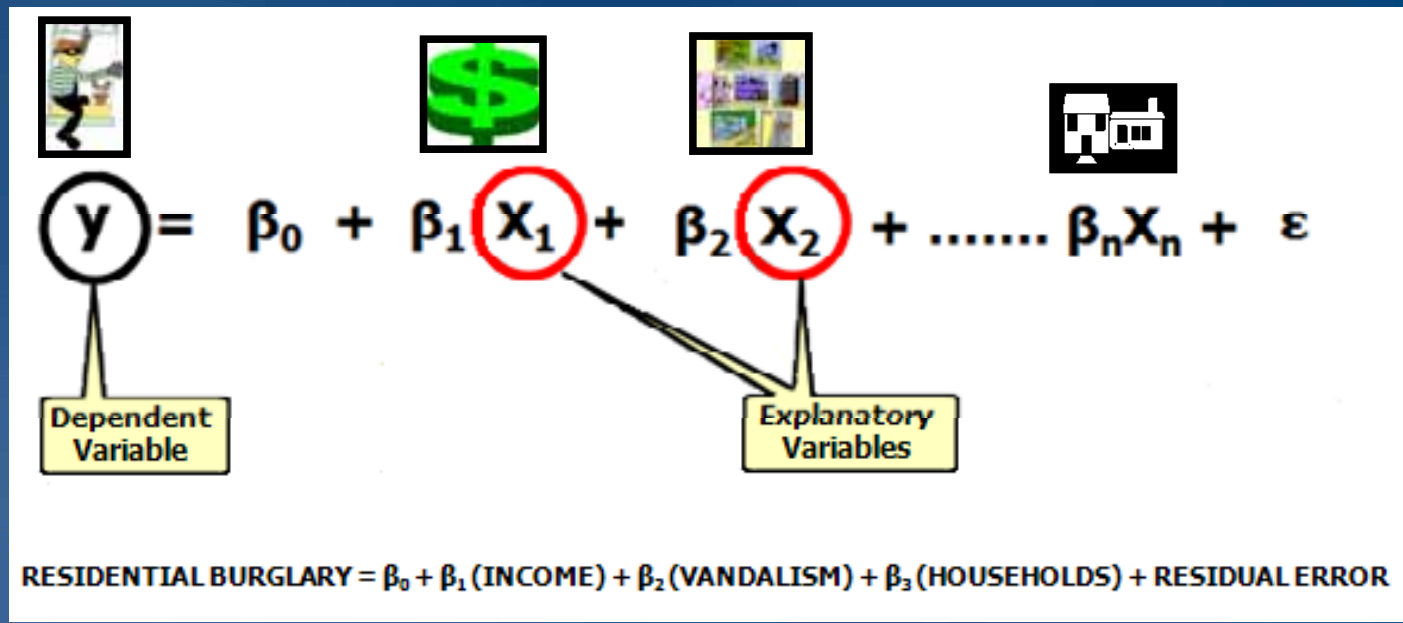 y = β₀ + β₁ X₁ + β₂ X₂ + ....... βₙXₙ + ε
Dependent
Variable
Explanatory
Variables
RESIDENTIAL BURGLARY = β₀ + β₁ (INCOME) + β₂ (VANDALISM) + β₃ (HOUSEHOLDS) + RESIDUAL ERROR